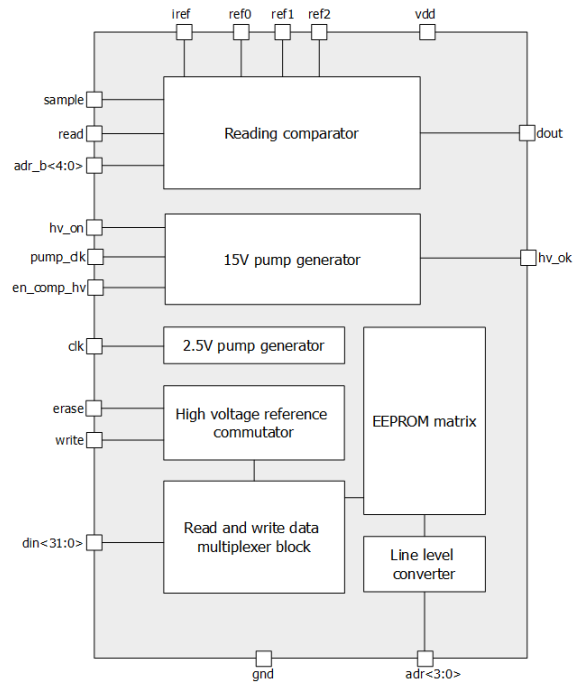 iref
ref0
ref1
ref2
vdd
sample
read
adr_b<4:0>
Reading comparator
dout
hv_on
pump_clk
en_comp_hv
15V pump generator
hv_ok
clk
2.5V pump generator
erase
write
High voltage reference
commutator
EEPROM matrix
din<31:0>
Read and write data
multiplexer block
Line level
converter
gnd
adr<3:0>